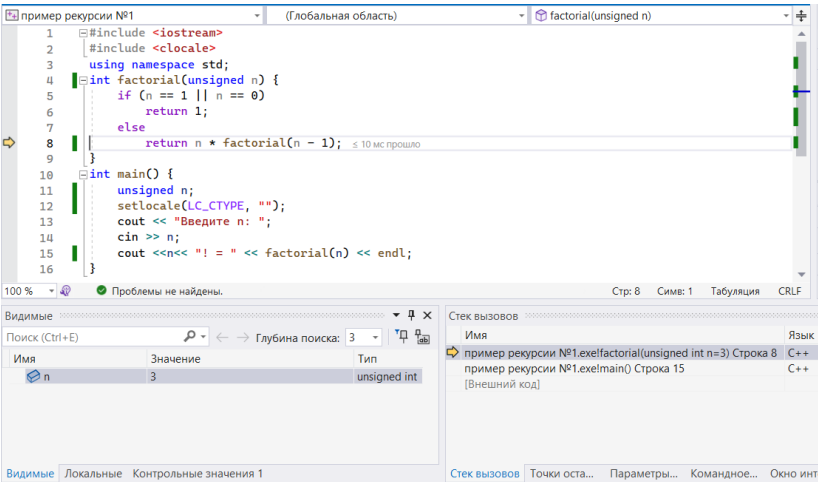 пример рекурсии №1 (Глобальная область) factorial(unsigned n)
1 #include <iostream>
2 #include <clocale>
3 using namespace std;
4 int factorial(unsigned n) {
5 if (n == 1 || n == 0)
6 return 1;
7 else
8 return n * factorial(n - 1); ≤ 10 мс прошло
9 }
10 int main() {
11 unsigned n;
12 setlocale(LC_CTYPE, "");
13 cout << "Введите n: ";
14 cin >> n;
15 cout <<n<< "! = " << factorial(n) << endl;
16 }
100 % Проблемы не найдены. Стр: 8 Симв: 1 Табуляция CRLF
Видимые
Поиск (Ctrl+E) Глубина поиска: 3
Имя Значение Тип
n 3 unsigned int
Видимые Локальные Контрольные значения 1
Стек вызовов
Имя Язык
пример рекурсии №1.exe!factorial(unsigned int n=3) Строка 8 C++
пример рекурсии №1.exe!main() Строка 15 C++
[Внешний код]
Стек вызовов Точки оста... Параметры... Командное... Окно инт